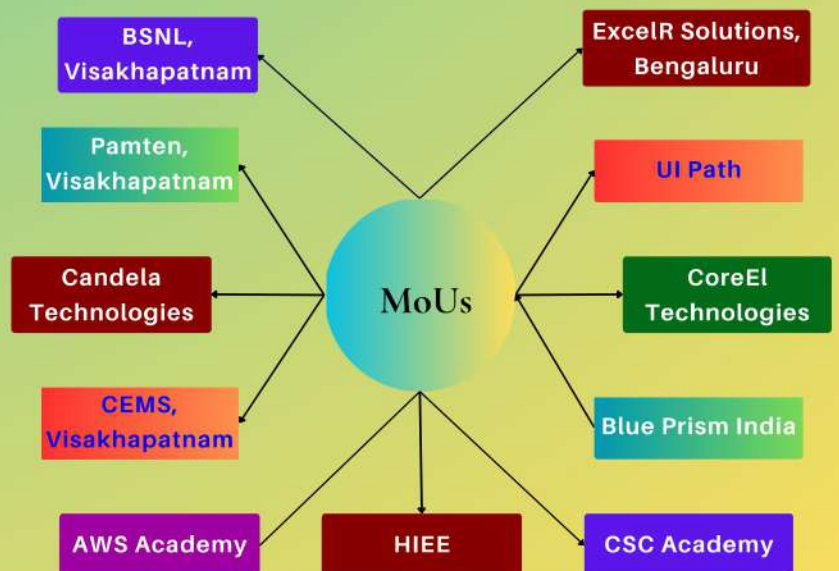 BSNL,
Visakhapatnam
ExcelR Solutions,
Bengaluru
Pamten,
Visakhapatnam
UI Path
Candela
Technologies
MoUs
CoreEl
Technologies
CEMS,
Visakhapatnam
Blue Prism India
AWS Academy
HIEE
CSC Academy